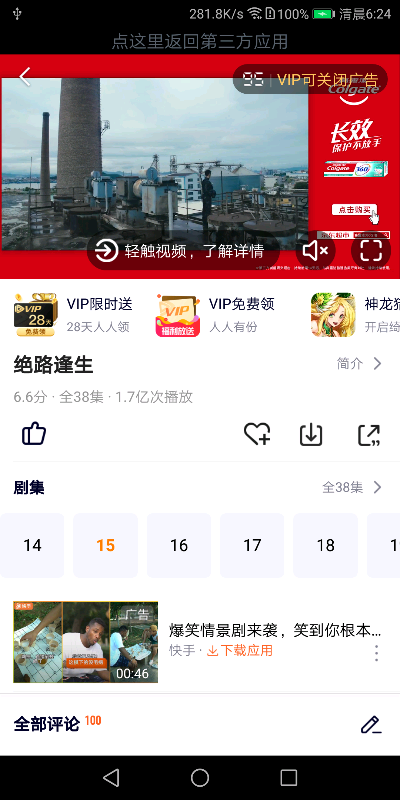 281.8K/s 100% 清晨6:24
点这里返回第三方应用
95 VIP可关闭广告
Colgate
长效
保护不放手
点击购买
轻触视频，了解详情
VIP限时送
28天人人领
VIP免费领
人人有份
神龙猎
开启绮
VIP
28天
免费领
VIP
福利放送
绝路逢生
简介
6.6分 · 全38集 · 1.7亿次播放
剧集
全38集
14
15
16
17
18
广告
00:46
爆笑情景剧来袭，笑到你根本...
快手 · 下载应用
全部评论 100